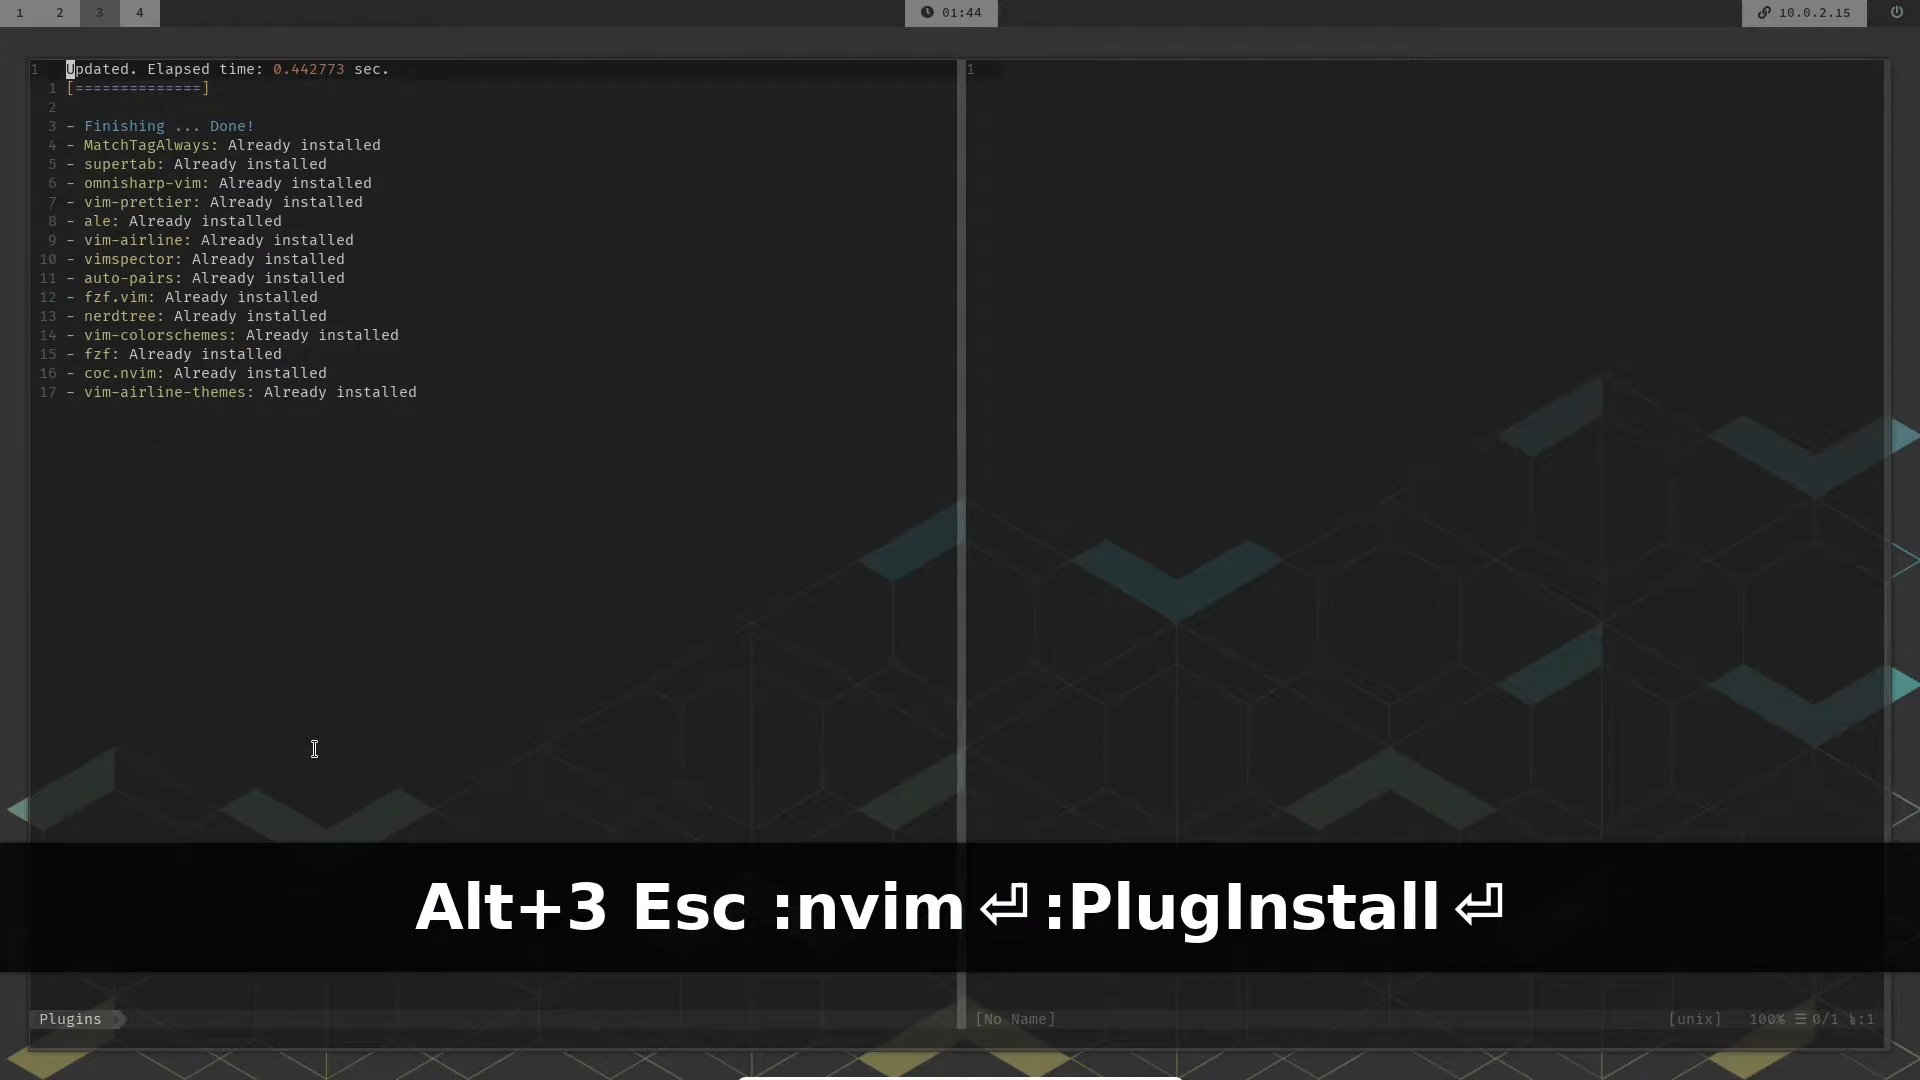 1 2 3 4 01:44 10.0.2.15
1 Updated. Elapsed time: 0.442773 sec.
1 [==============]
2
3 - Finishing ... Done!
4 - MatchTagAlways: Already installed
5 - supertab: Already installed
6 - omnisharp-vim: Already installed
7 - vim-prettier: Already installed
8 - ale: Already installed
9 - vim-airline: Already installed
10 - vimspector: Already installed
11 - auto-pairs: Already installed
12 - fzf.vim: Already installed
13 - nerdtree: Already installed
14 - vim-colorschemes: Already installed
15 - fzf: Already installed
16 - coc.nvim: Already installed
17 - vim-airline-themes: Already installed
1
Alt+3 Esc :nvim⏎ :PlugInstall⏎
Plugins
[No Name] [unix] 100% ☰ 0/1 ㏑:1